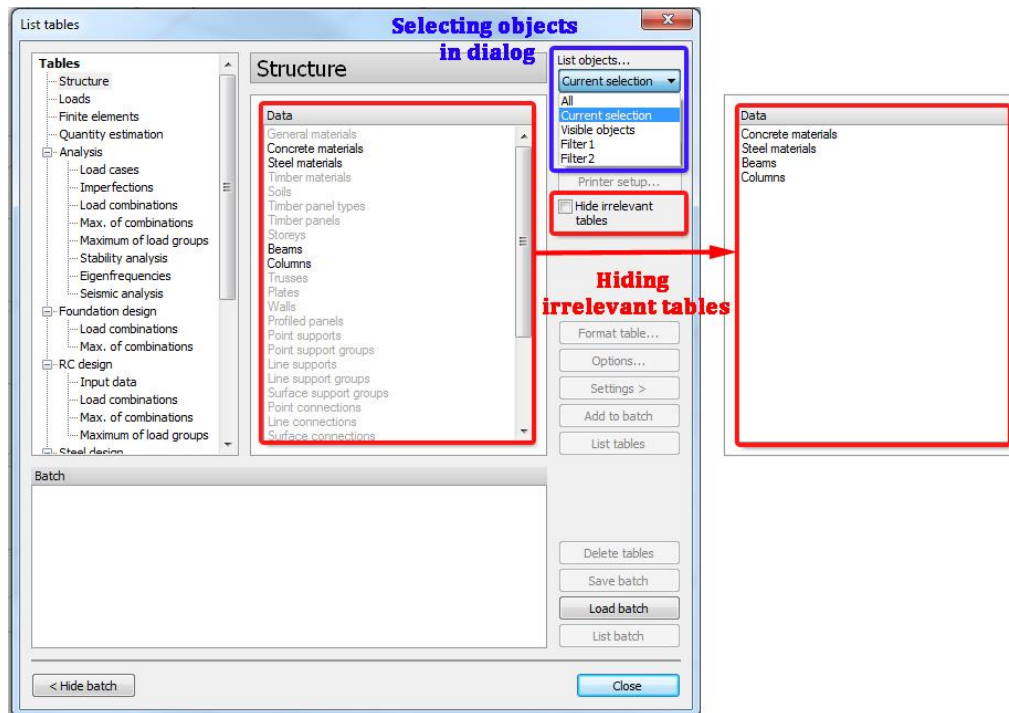 List tables
Selecting objects
in dialog
Tables
Structure
Loads
Finite elements
Quantity estimation
Analysis
Load cases
Imperfections
Load combinations
Max. of combinations
Maximum of load groups
Stability analysis
Eigenfrequencies
Seismic analysis
Foundation design
Load combinations
Max. of combinations
RC design
Input data
Load combinations
Max. of combinations
Maximum of load groups
Steel design
Structure
Data
General materials
Concrete materials
Steel materials
Timber materials
Soils
Timber panel types
Timber panels
Storeys
Beams
Columns
Trusses
Plates
Walls
Profiled panels
Point supports
Point support groups
Line supports
Line support groups
Surface support groups
Point connections
Line connections
Surface connections
List objects...
Current selection
All
Current selection
Visible objects
Filter1
Filter2
Printer setup...
Hide irrelevant
tables
Hiding
irrelevant tables
Format table...
Options...
Settings >
Add to batch
List tables
Data
Concrete materials
Steel materials
Beams
Columns
Batch
Delete tables
Save batch
Load batch
List batch
< Hide batch
Close